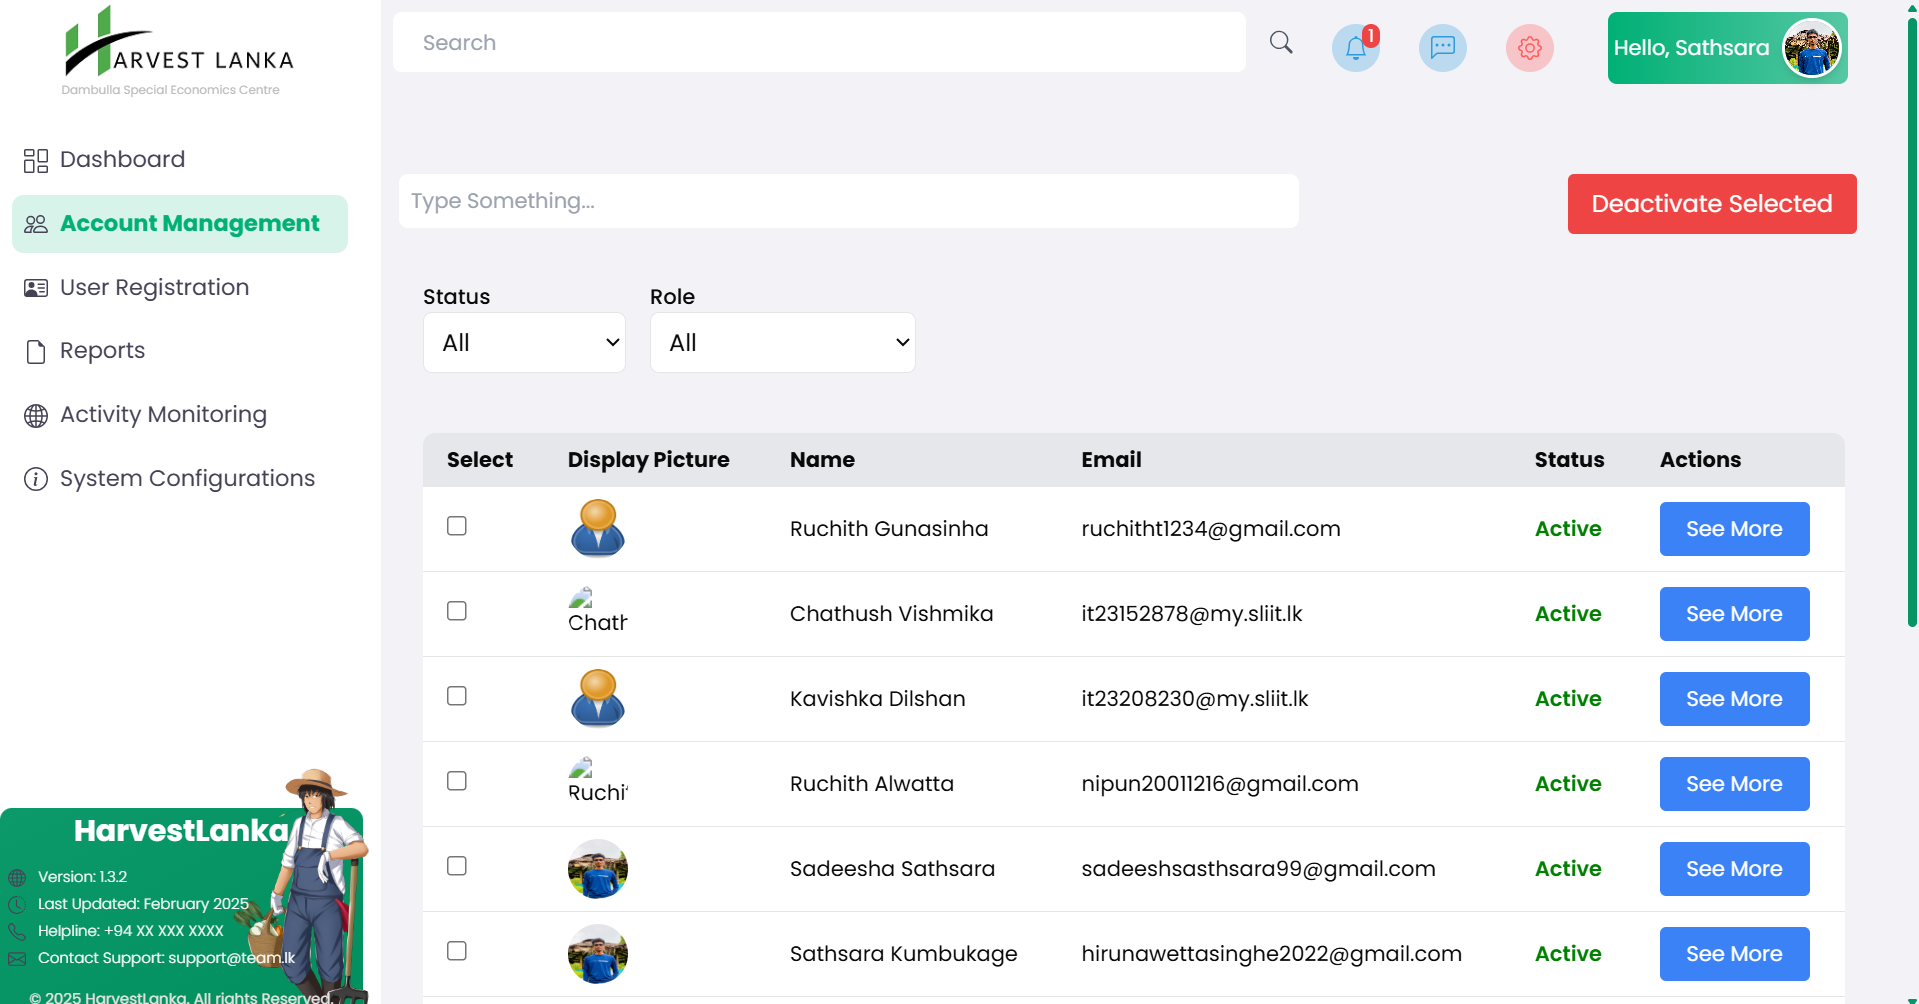 ARVEST LANKA
Dambulla Special Economics Centre
Search
1
Hello, Sathsara
Dashboard
Account Management
User Registration
Reports
Activity Monitoring
System Configurations
Type Something...
Deactivate Selected
Status
Role
All
All
Select
Display Picture
Name
Email
Status
Actions
Ruchith Gunasinha
ruchitht1234@gmail.com
Active
See More
Chath
Chathush Vishmika
it23152878@my.sliit.lk
Active
See More
Kavishka Dilshan
it23208230@my.sliit.lk
Active
See More
Ruchit
Ruchith Alwatta
nipun20011216@gmail.com
Active
See More
Sadeesha Sathsara
sadeeshsasthsara99@gmail.com
Active
See More
Sathsara Kumbukage
hirunawettasinghe2022@gmail.com
Active
See More
HarvestLanka
Version: 1.3.2
Last Updated: February 2025
Helpline: +94 XX XXX XXXX
Contact Support: support@team.lk
© 2025 HarvestLanka. All rights Reserved.